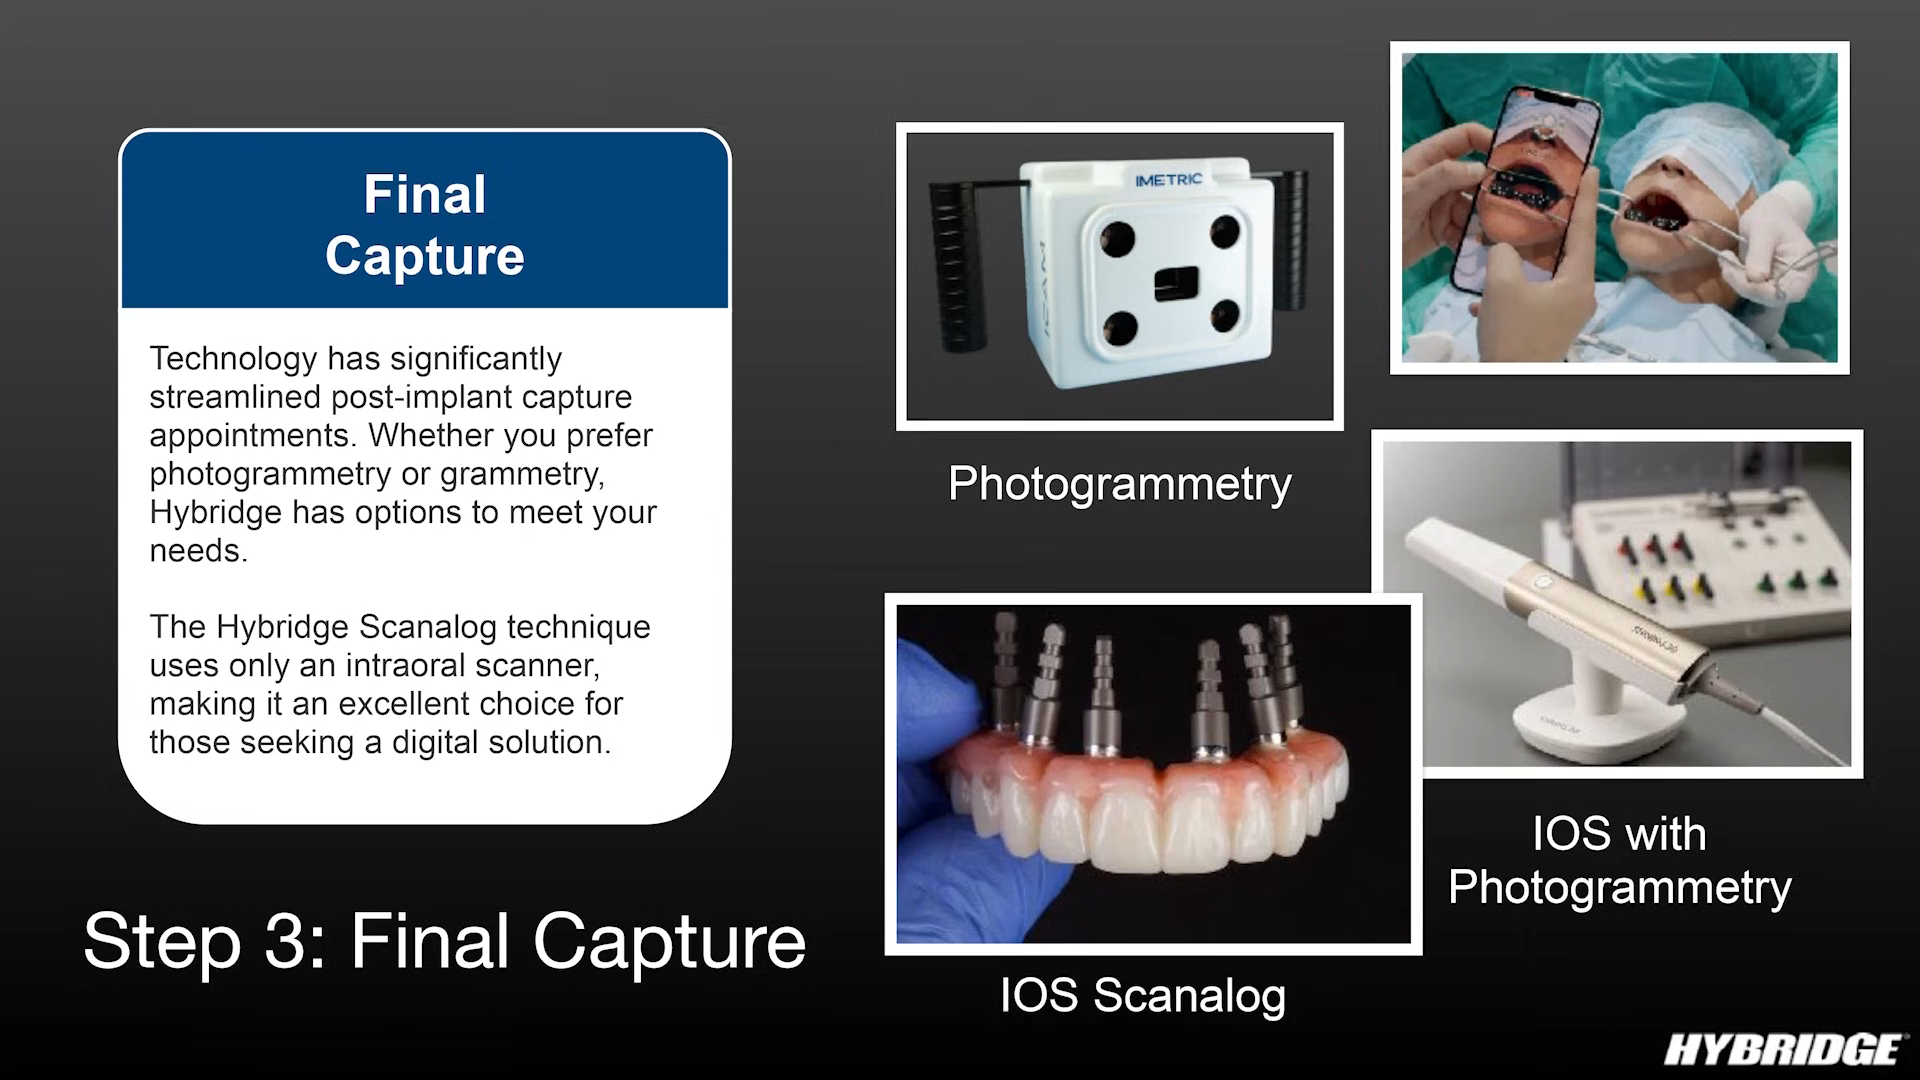 Final
Capture
Technology has significantly
streamlined post-implant capture
appointments. Whether you prefer
photogrammetry or grammetry,
Hybridge has options to meet your
needs.
The Hybridge Scanalog technique
uses only an intraoral scanner,
making it an excellent choice for
those seeking a digital solution.
Step 3: Final Capture
IMETRIC
ICAM
Photogrammetry
IOS with
Photogrammetry
IOS Scanalog
HYBRIDGE